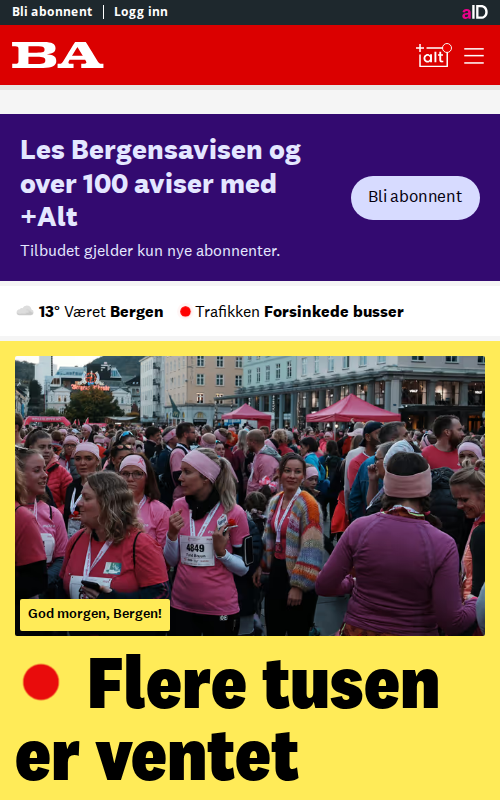 Bli abonnent | Logg inn
aID
BA
+alt
Les Bergensavisen og
over 100 aviser med
+Alt
Tilbudet gjelder kun nye abonnenter.
Bli abonnent
13° Været Bergen
Trafikken Forsinkede busser
4849
God morgen, Bergen!
Flere tusen
er ventet